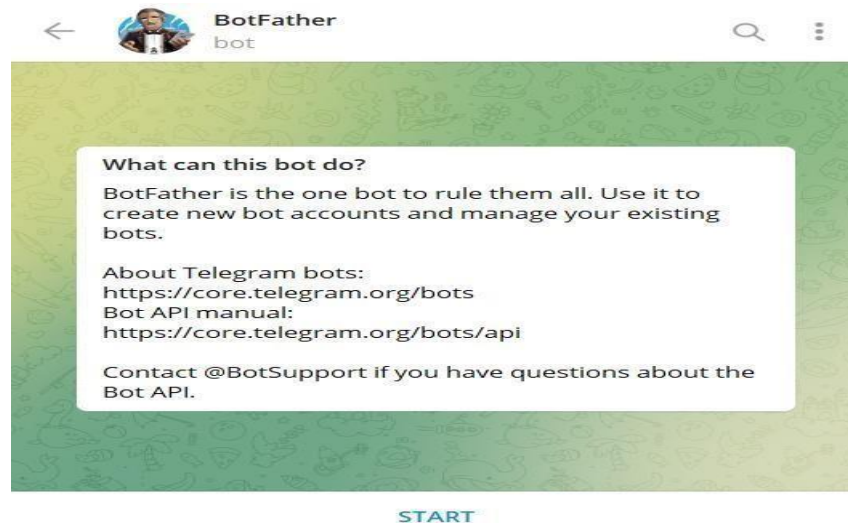 BotFather
bot
What can this bot do?
BotFather is the one bot to rule them all. Use it to
create new bot accounts and manage your existing
bots.
About Telegram bots:
https://core.telegram.org/bots
Bot API manual:
https://core.telegram.org/bots/api
Contact @BotSupport if you have questions about the
Bot API.
START